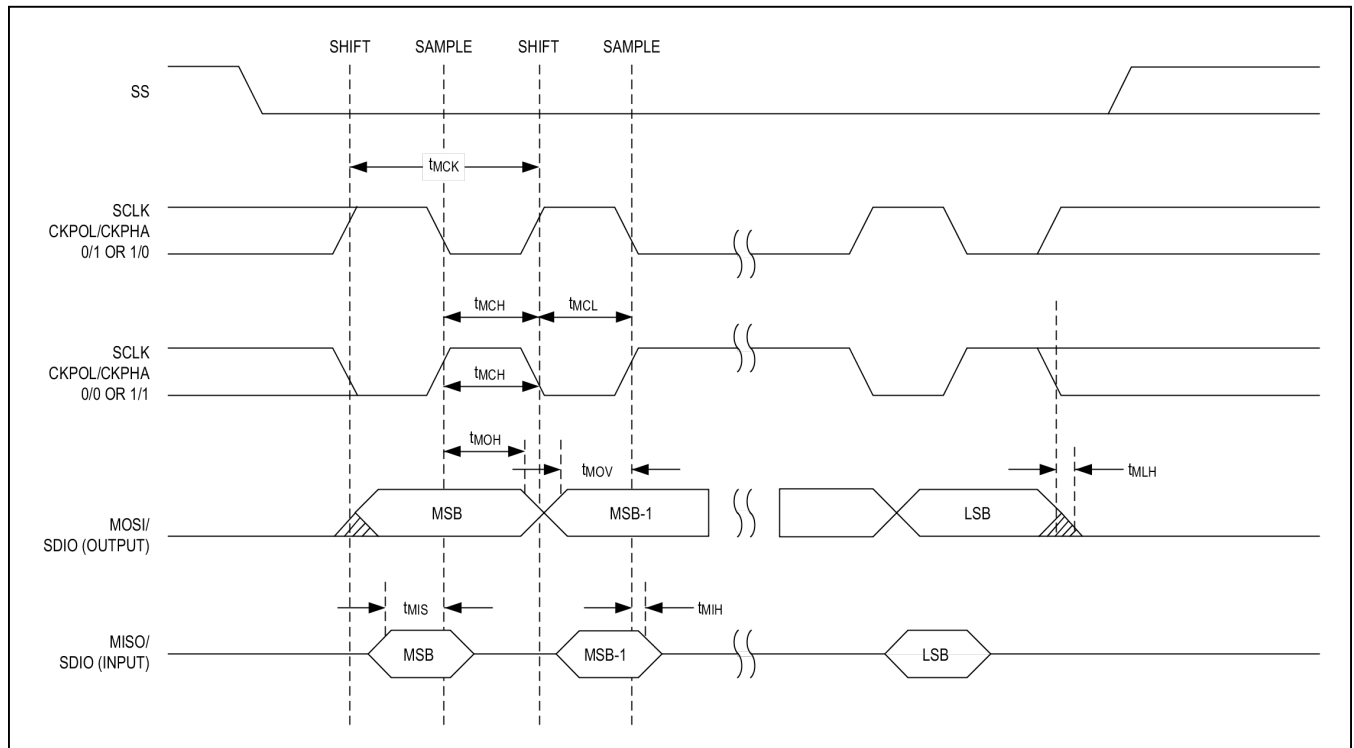 SHIFT SAMPLE SHIFT SAMPLE
SS
tMCK
SCLK
CKPOL/CKPHA
0/1 OR 1/0
tMCH tMCL
SCLK
CKPOL/CKPHA
0/0 OR 1/1
tMCH
tMOH
tMOV
tMLH
MOSI/
SDIO (OUTPUT)
MSB MSB-1 LSB
tMIS
tMIH
MISO/
SDIO (INPUT)
MSB MSB-1 LSB